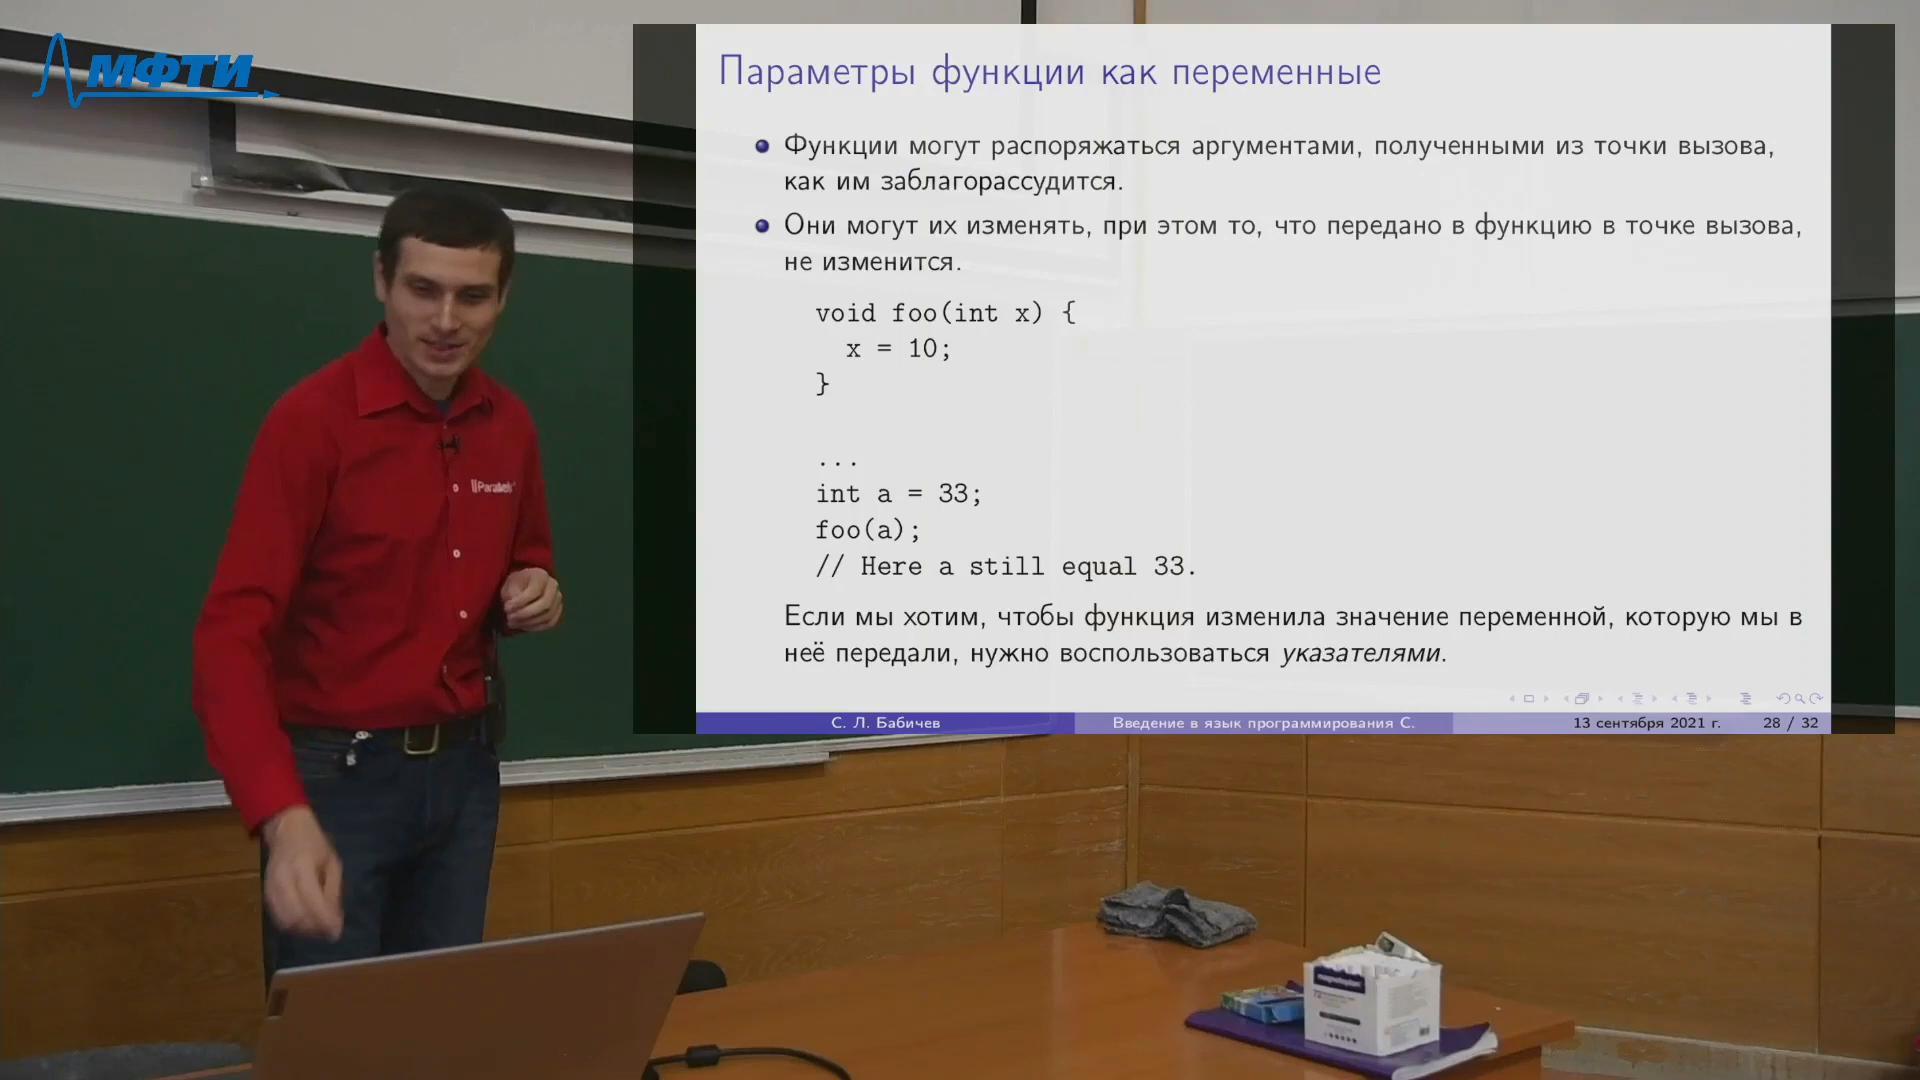 МФТИ
Параметры функции как переменные
Функции могут распоряжаться аргументами, полученными из точки вызова,
как им заблагорассудится.
Они могут их изменять, при этом то, что передано в функцию в точке вызова,
не изменится.
void foo(int x) {
x = 10;
}
...
int a = 33;
foo(a);
// Here a still equal 33.
Если мы хотим, чтобы функция изменила значение переменной, которую мы в
неё передали, нужно воспользоваться указателями.
С. Л. Бабичев
Введение в язык программирования С.
13 сентября 2021 г.
28 / 32
|| Parallels